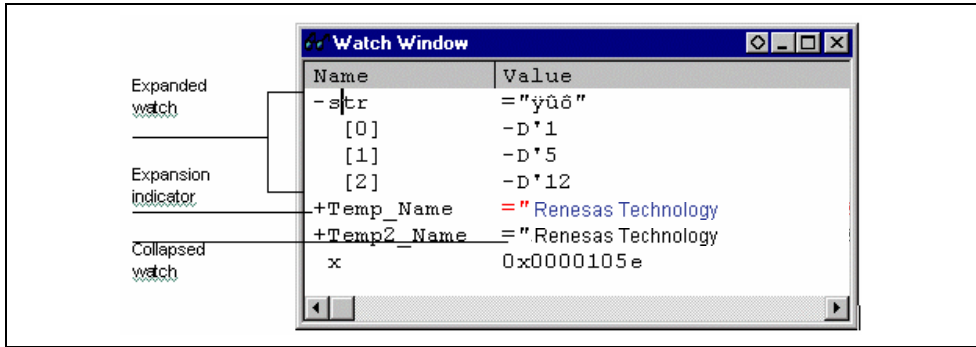 Watch Window
Name Value
Expanded
watch
-str ="ÿûô"
[0] -D'1
[1] -D'5
[2] -D'12
Expansion
indicator
+Temp_Name =" Renesas Technology
+Temp2_Name =" Renesas Technology
Collapsed
watch
x 0x0000105e